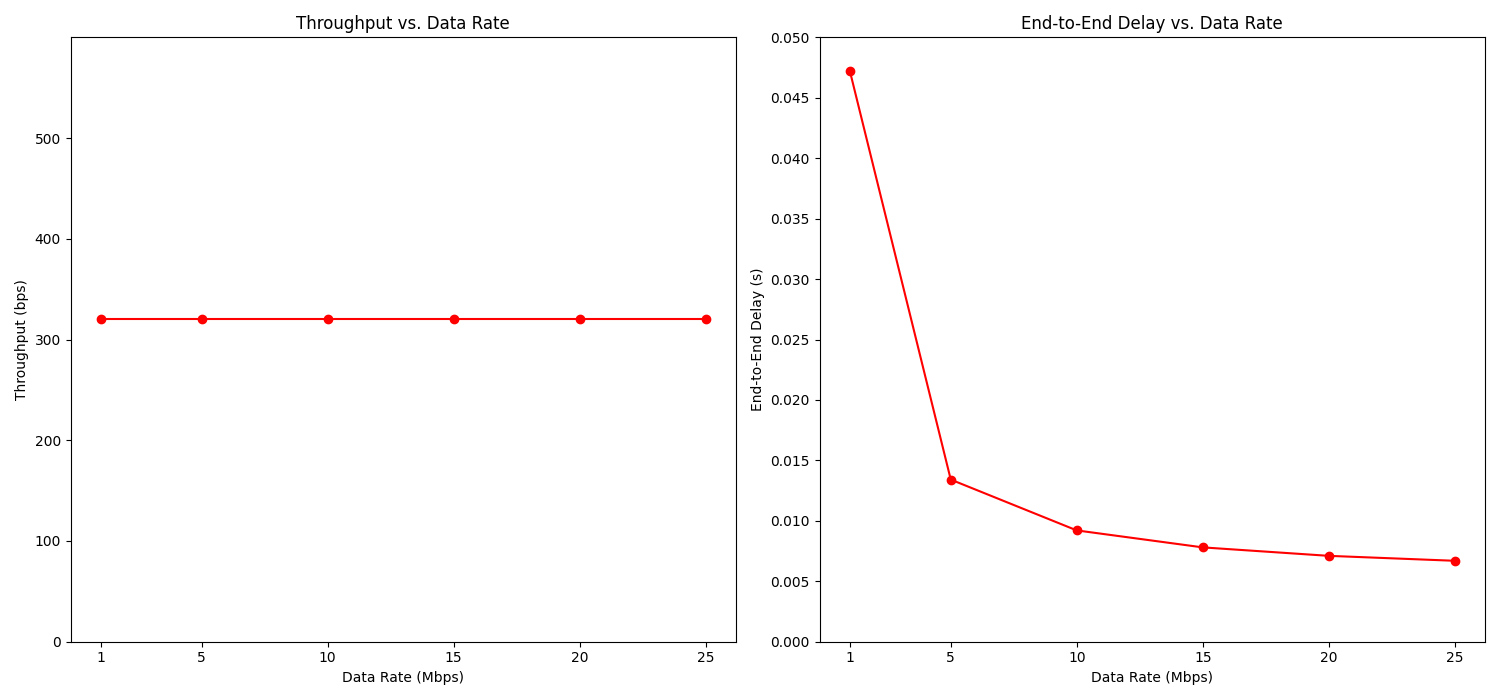 Throughput vs. Data Rate
Throughput (bps)
500
400
300
200
100
0
1 5 10 15 20 25
Data Rate (Mbps)
End-to-End Delay vs. Data Rate
End-to-End Delay (s)
0.050
0.045
0.040
0.035
0.030
0.025
0.020
0.015
0.010
0.005
0.000
1 5 10 15 20 25
Data Rate (Mbps)